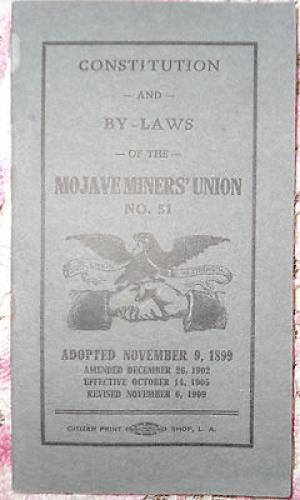 CONSTITUTION
— AND —
BY-LAWS
— OF THE —
MOJAVE MINERS' UNION
NO. 51
ADOPTED NOVEMBER 9, 1899
AMENDED DECEMBER 26, 1902
EFFECTIVE OCTOBER 14, 1905
REVISED NOVEMBER 6, 1909
CITIZEN PRINT SHOP, L. A.